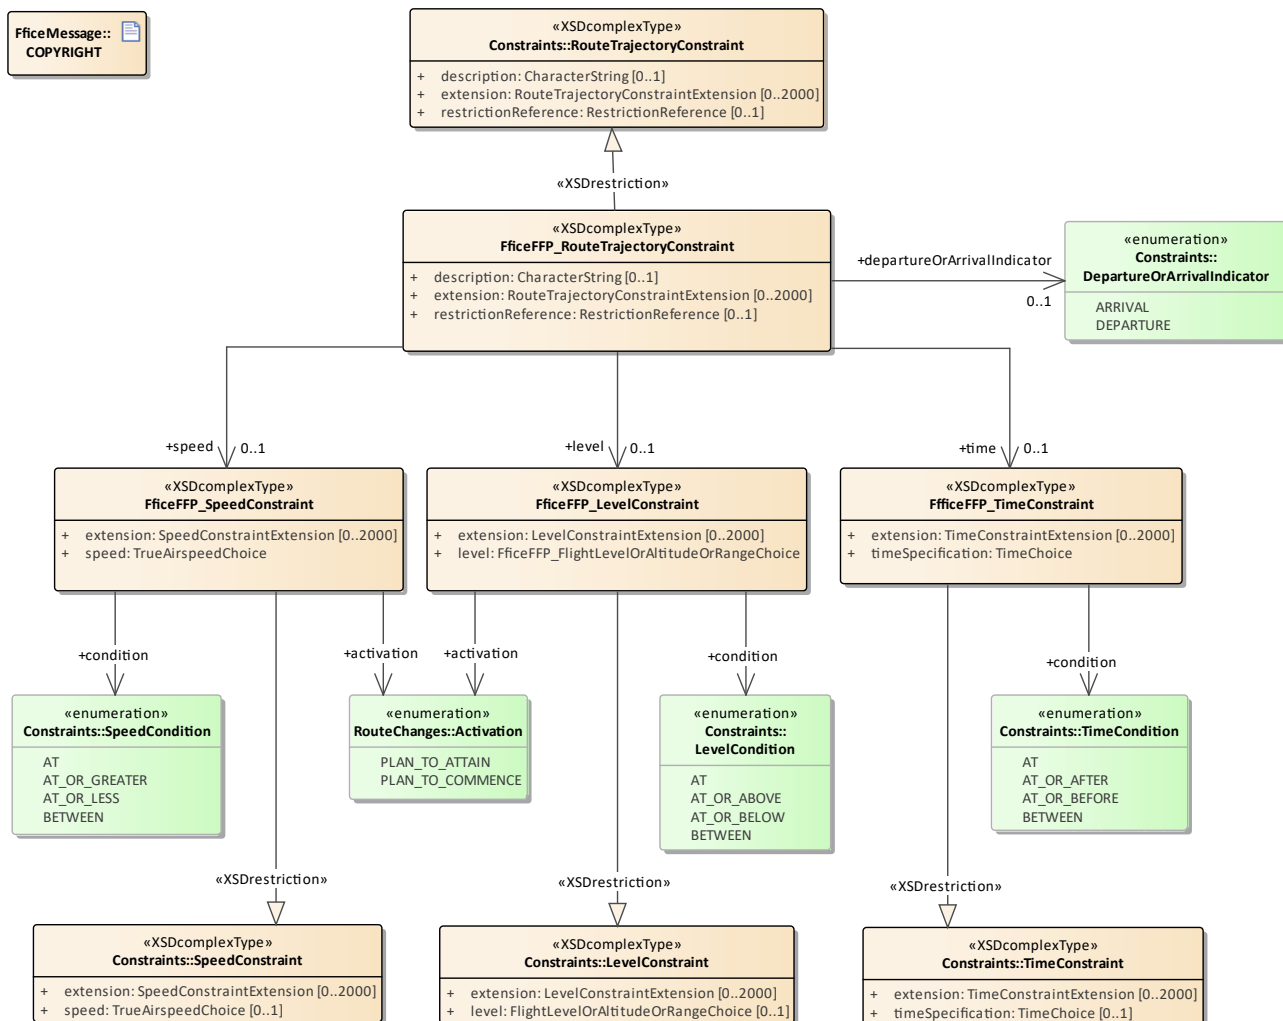 FficeMessage::
COPYRIGHT
«XSDcomplexType»
Constraints::RouteTrajectoryConstraint
+ description: CharacterString [0..1]
+ extension: RouteTrajectoryConstraintExtension [0..2000]
+ restrictionReference: RestrictionReference [0..1]
«XSDrestriction»
«XSDcomplexType»
FficeFFP_RouteTrajectoryConstraint
+ description: CharacterString [0..1]
+ extension: RouteTrajectoryConstraintExtension [0..2000]
+ restrictionReference: RestrictionReference [0..1]
+departureOrArrivalIndicator
0..1
«enumeration»
Constraints::
DepartureOrArrivalIndicator
ARRIVAL
DEPARTURE
+speed 0..1
+level 0..1
+time 0..1
«XSDcomplexType»
FficeFFP_SpeedConstraint
+ extension: SpeedConstraintExtension [0..2000]
+ speed: TrueAirspeedChoice
«XSDcomplexType»
FficeFFP_LevelConstraint
+ extension: LevelConstraintExtension [0..2000]
+ level: FficeFFP_FlightLevelOrAltitudeOrRangeChoice
«XSDcomplexType»
FfficeFFP_TimeConstraint
+ extension: TimeConstraintExtension [0..2000]
+ timeSpecification: TimeChoice
+condition
+activation
+activation
+condition
+condition
«enumeration»
Constraints::SpeedCondition
AT
AT_OR_GREATER
AT_OR_LESS
BETWEEN
«enumeration»
RouteChanges::Activation
PLAN_TO_ATTAIN
PLAN_TO_COMMENCE
«enumeration»
Constraints::
LevelCondition
AT
AT_OR_ABOVE
AT_OR_BELOW
BETWEEN
«enumeration»
Constraints::TimeCondition
AT
AT_OR_AFTER
AT_OR_BEFORE
BETWEEN
«XSDrestriction»
«XSDrestriction»
«XSDrestriction»
«XSDcomplexType»
Constraints::SpeedConstraint
+ extension: SpeedConstraintExtension [0..2000]
+ speed: TrueAirspeedChoice [0..1]
«XSDcomplexType»
Constraints::LevelConstraint
+ extension: LevelConstraintExtension [0..2000]
+ level: FlightLevelOrAltitudeOrRangeChoice [0..1]
«XSDcomplexType»
Constraints::TimeConstraint
+ extension: TimeConstraintExtension [0..2000]
+ timeSpecification: TimeChoice [0..1]